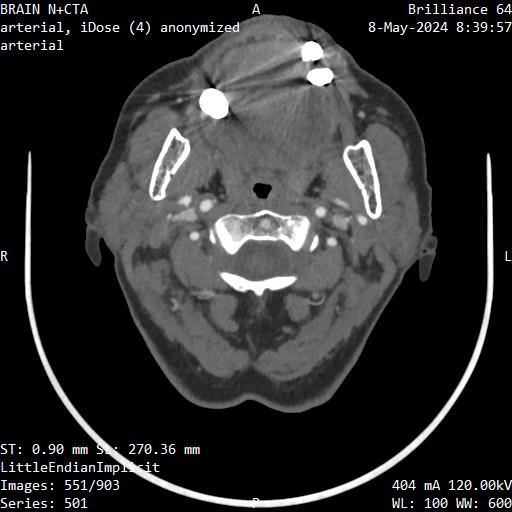 BRAIN N+CTA
A
Brilliance 64
arterial, iDose (4) anonymized
8-May-2024 8:39:57
arterial
R
L
ST: 0.90 mm SL: 270.36 mm
LittleEndianImplicit
Images: 551/903
404 mA 120.00kV
Series: 501
P
WL: 100 WW: 600